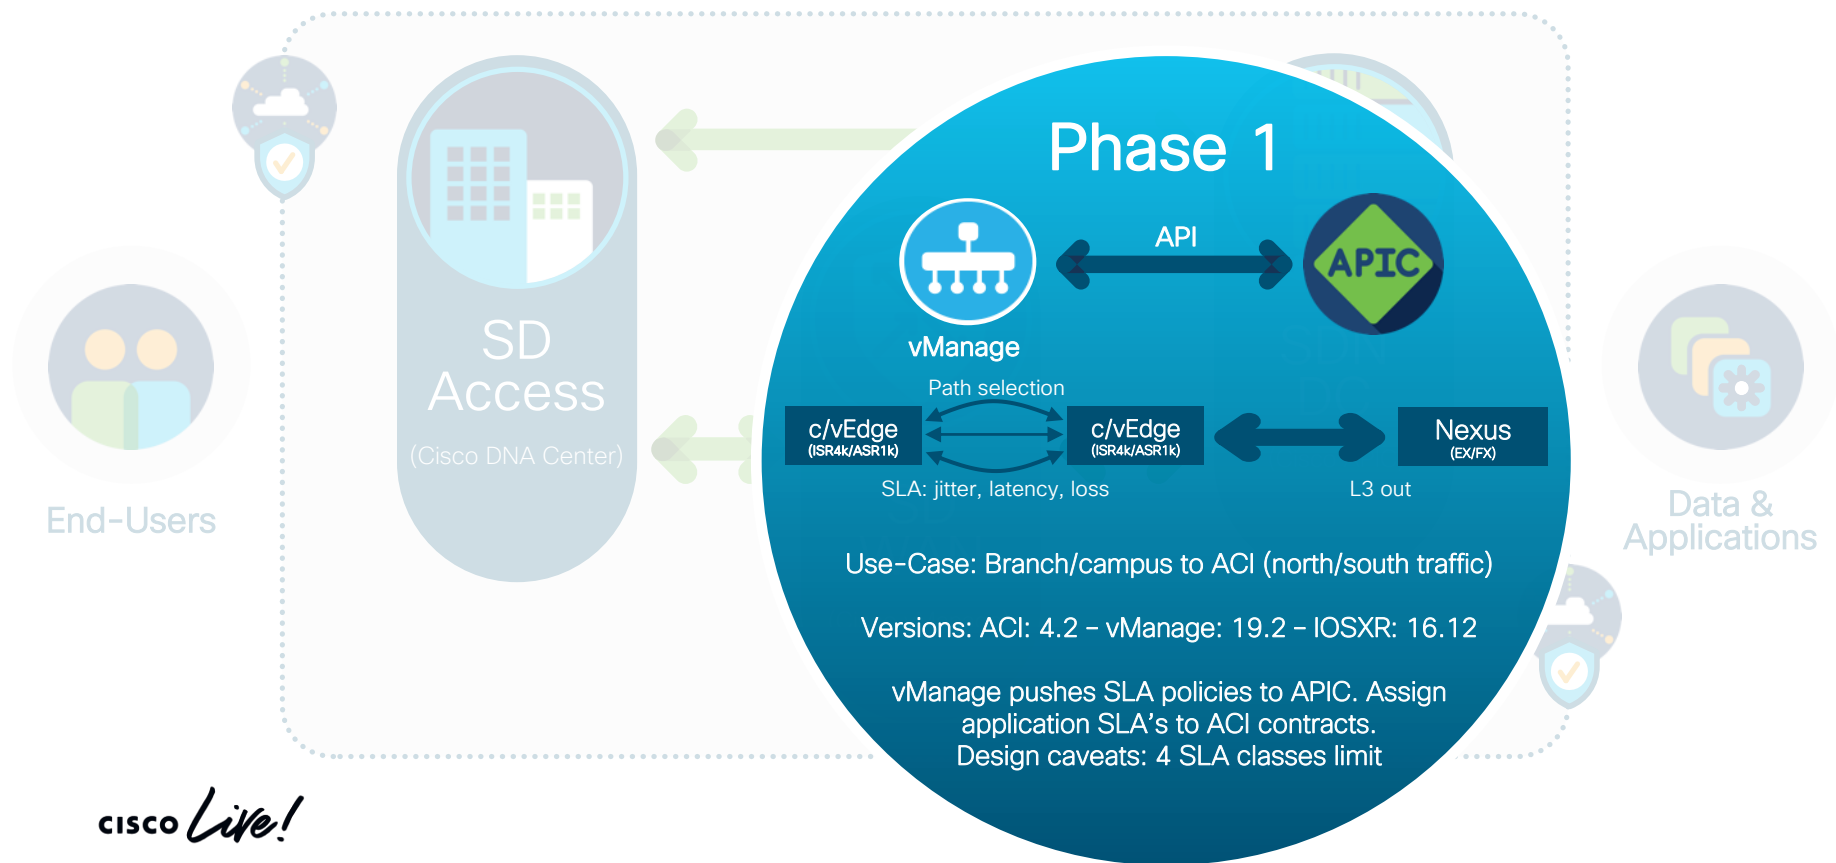 Phase 1
API
APIC
vManage
SD
Access
(Cisco DNA Center)
SDN
DC
Path selection
c/vEdge
(ISR4k/ASR1k)
c/vEdge
(ISR4k/ASR1k)
Nexus
(EX/FX)
SLA: jitter, latency, loss
L3 out
End-Users
Data &
Applications
Use-Case: Branch/campus to ACI (north/south traffic)
Versions: ACI: 4.2 – vManage: 19.2 – IOSXR: 16.12
vManage pushes SLA policies to APIC. Assign
application SLA's to ACI contracts.
Design caveats: 4 SLA classes limit
CISCO Live!